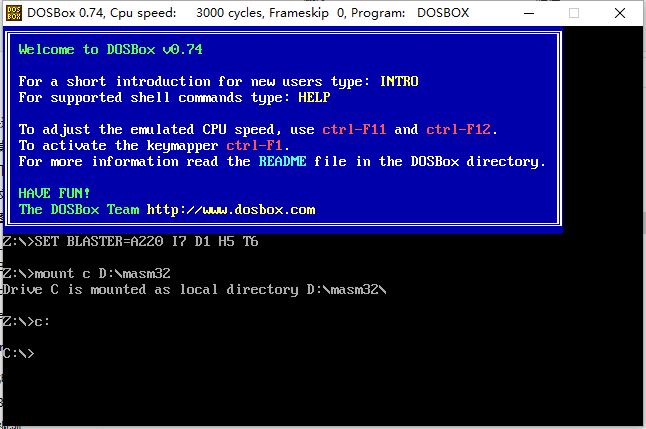 DOSBox 0.74, Cpu speed: 3000 cycles, Frameskip 0, Program: DOSBOX
Welcome to DOSBox v0.74
For a short introduction for new users type: INTRO
For supported shell commands type: HELP
To adjust the emulated CPU speed, use ctrl-F11 and ctrl-F12.
To activate the keymapper ctrl-F1.
For more information read the README file in the DOSBox directory.
HAVE FUN!
The DOSBox Team http://www.dosbox.com
Z:\>SET BLASTER=A220 I7 D1 H5 T6
Z:\>mount c D:\masm32
Drive C is mounted as local directory D:\masm32\
Z:\>c:
C:\>